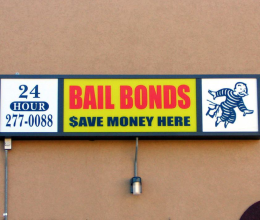 24
HOUR
277-0088
BAIL BONDS
$AVE MONEY HERE